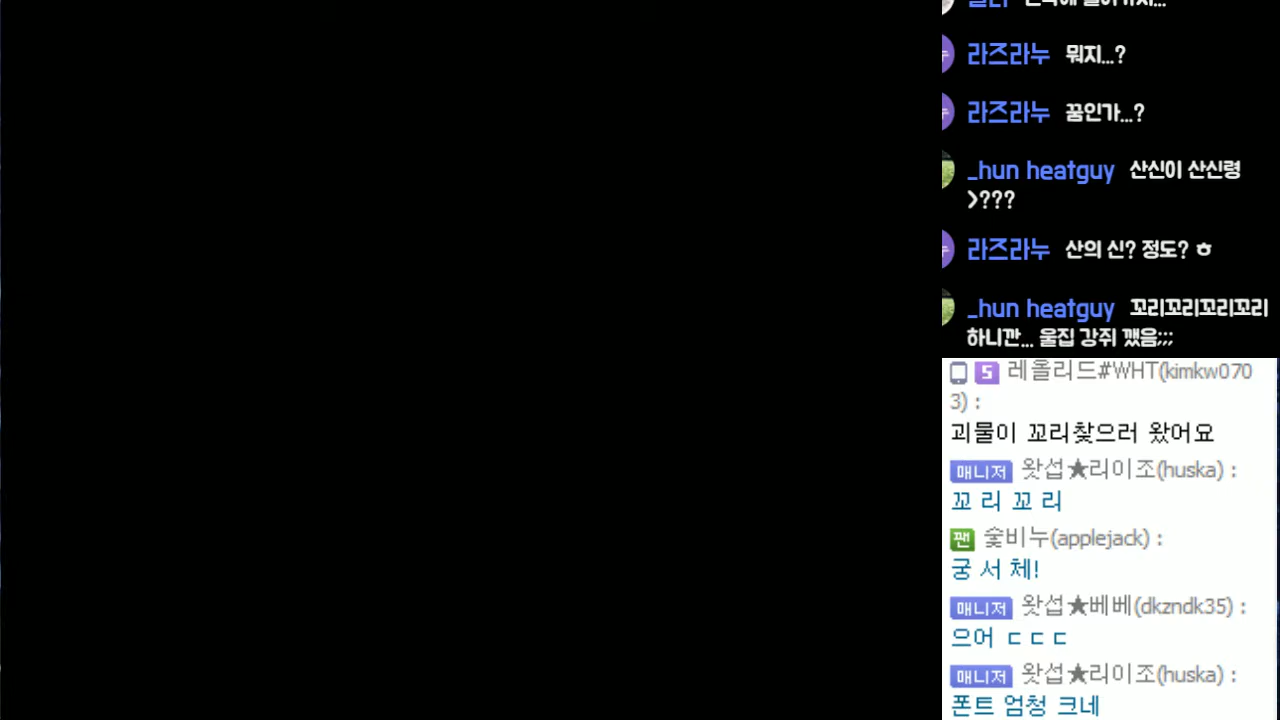 라즈라누 뭐지...?
라즈라누 꿈인가...?
_hun heatguy 산신이 산신령
>???
라즈라누 산의 신? 정도? ㅎ
_hun heatguy 꼬리꼬리꼬리꼬리
하니깐... 울집 강쥐 깼음;;;
5 레올리드#WHT(kimkw070
3) :
괴물이 꼬리찾으러 왔어요
매니저 왓섭★리이조(huska) :
꼬 리 꼬 리
팬 숯비누(applejack) :
궁 서 체!
매니저 왓섭★베베(dkzndk35) :
으어 ㄷㄷㄷ
매니저 왓섭★리이조(huska) :
폰트 엄청 크네